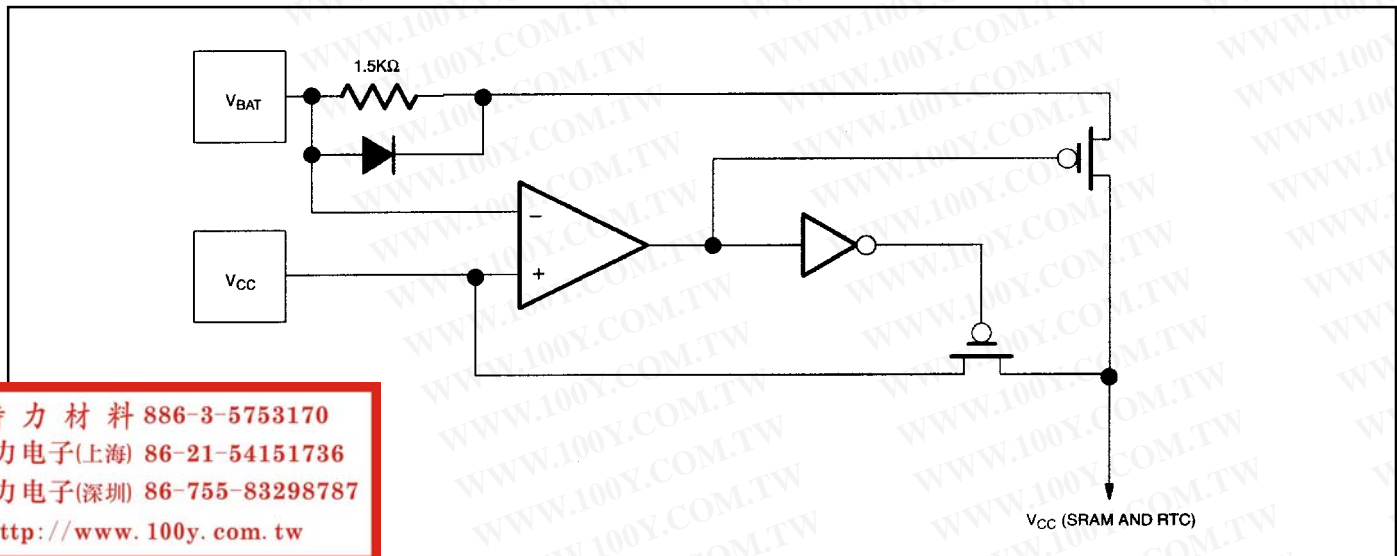 1.5KΩ
VBAT
−
VCC
+
VCC (SRAM AND RTC)
力 材 料 886-3-5753170
力电子(上海) 86-21-54151736
力电子(深圳) 86-755-83298787
ttp://www.100y.com.tw
WWW.100Y.COM.TW